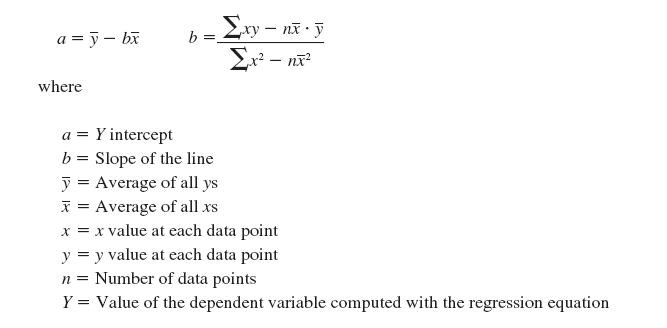 a = y̅ − bx̅    b = (∑xy − nx̅ · y̅) / (∑x² − nx̅²)
where
a = Y intercept
b = Slope of the line
y̅ = Average of all ys
x̅ = Average of all xs
x = x value at each data point
y = y value at each data point
n = Number of data points
Y = Value of the dependent variable computed with the regression equation